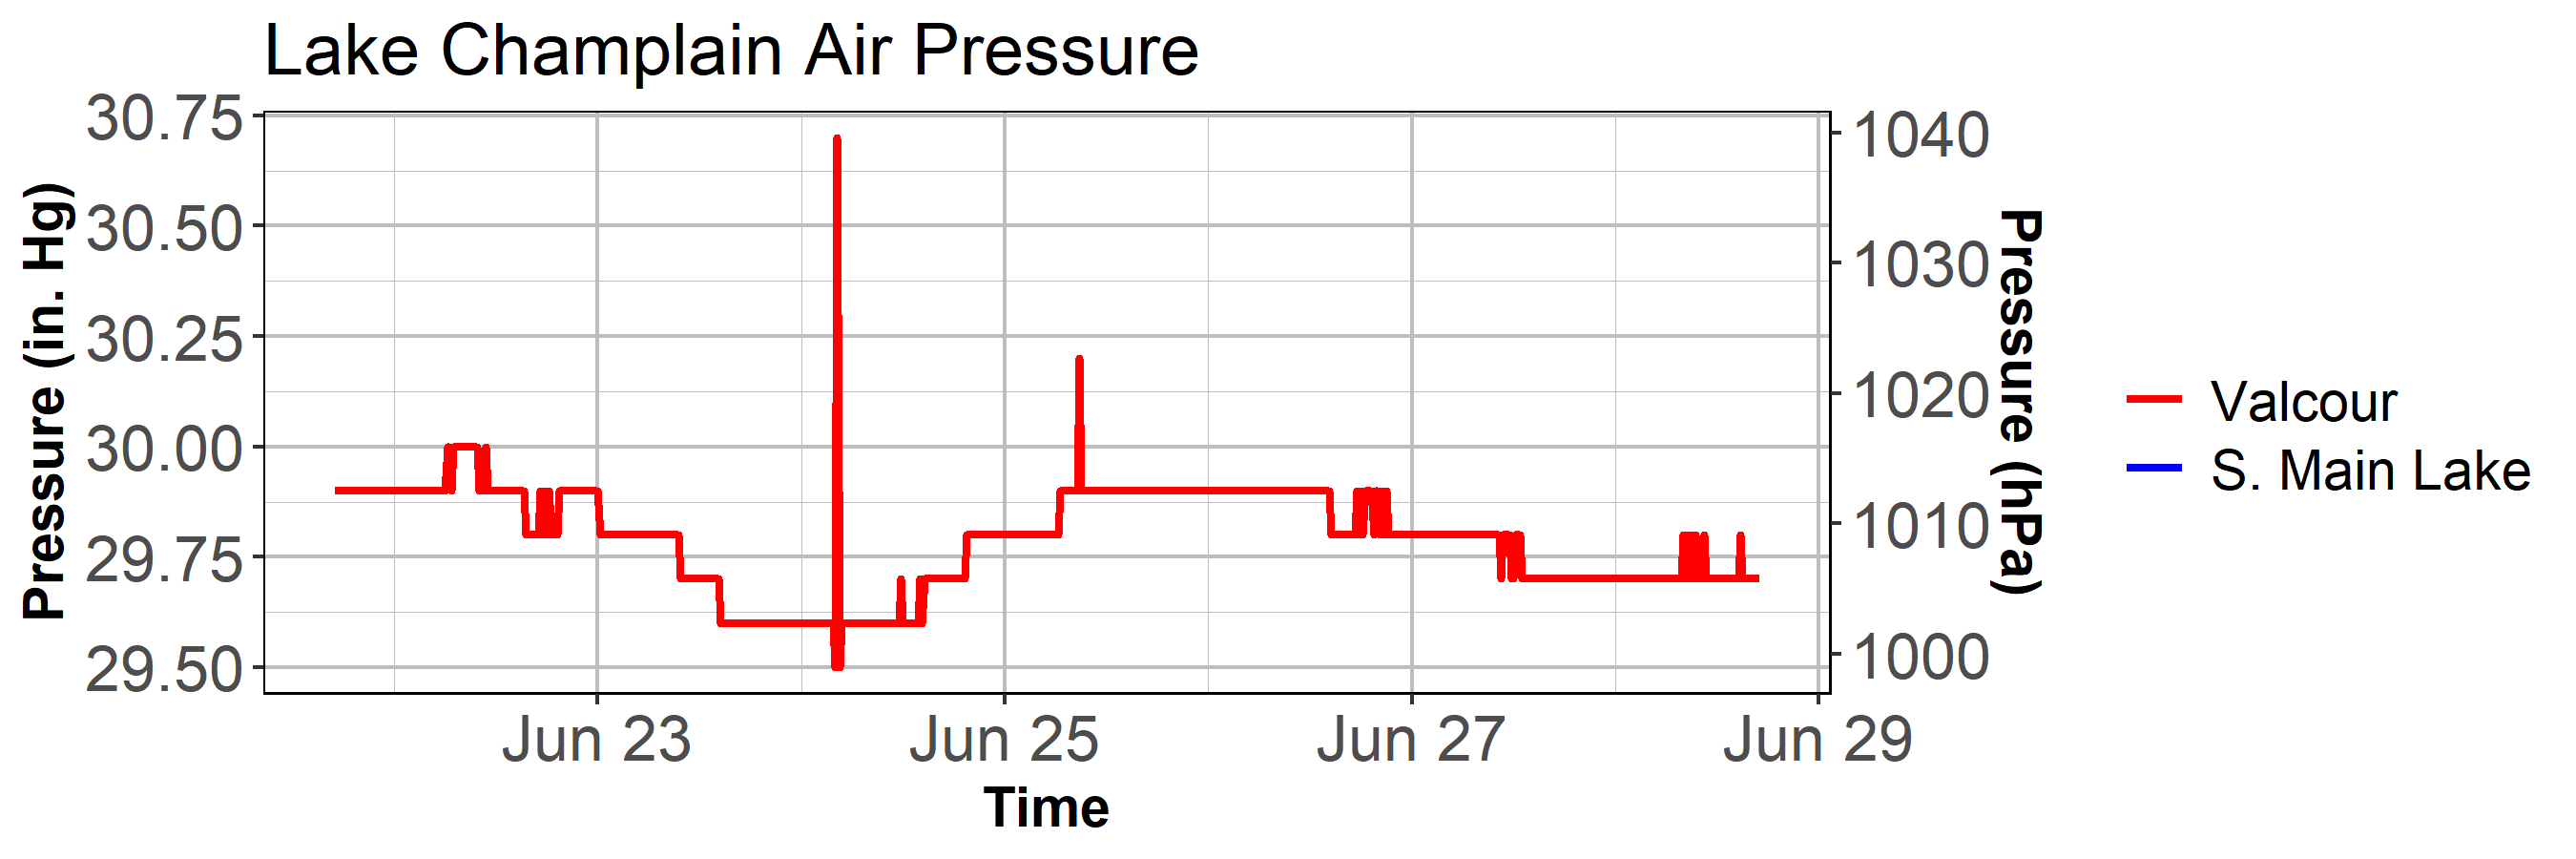 Lake Champlain Air Pressure
Pressure (in. Hg)
30.75
30.50
30.25
30.00
29.75
29.50
1040
1030
1020
1010
1000
Pressure (hPa)
Jun 23
Jun 25
Jun 27
Jun 29
Time
Valcour
S. Main Lake